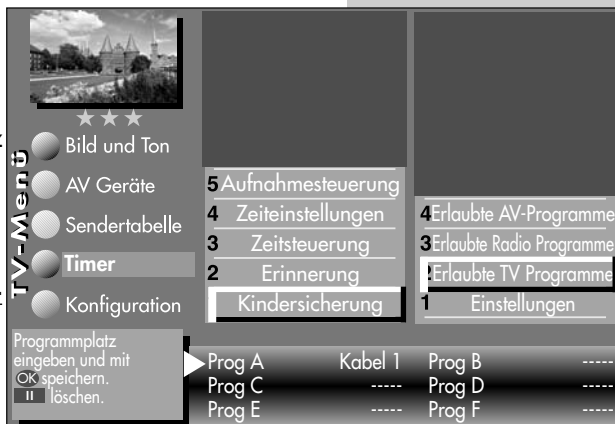 TV-Menü
Bild und Ton
AV Geräte
Sendertabelle
Timer
Konfiguration
5 Aufnahmesteuerung
4 Zeiteinstellungen
3 Zeitsteuerung
2 Erinnerung
Kindersicherung
4 Erlaubte AV-Programme
3 Erlaubte Radio Programme
2 Erlaubte TV Programme
1 Einstellungen
Programmplatz
eingeben und mit
OK speichern.
II löschen.
Prog A Kabel 1 Prog B -----
Prog C ----- Prog D -----
Prog E ----- Prog F -----